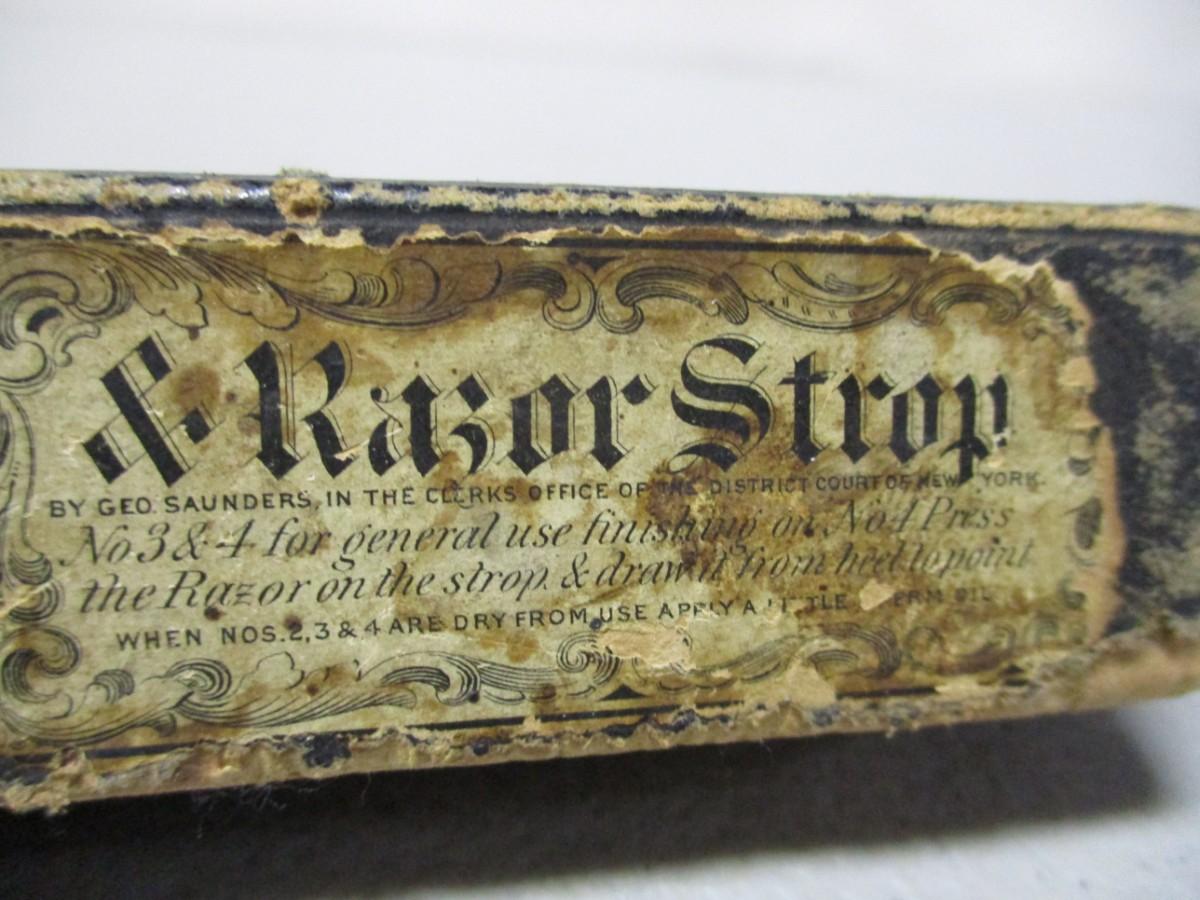 & Razor Strop
BY GEO. SAUNDERS, IN THE CLERKS OFFICE OF THE DISTRICT COURT OF NEW YORK.
No 3 & 4 for general use finishing on No 4 Press
the Razor on the strop. & draw it from heel to point
WHEN NOS. 2, 3 & 4 ARE DRY FROM USE APPLY A OIL